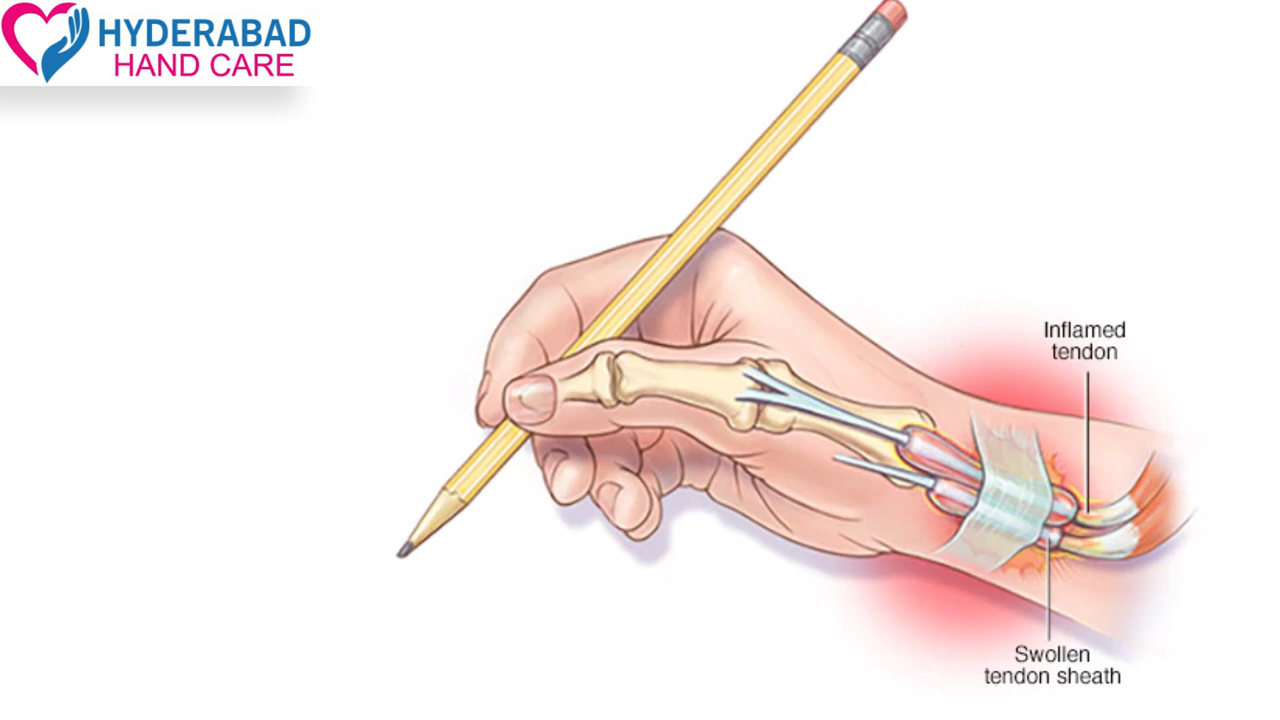 HYDERABAD
HAND CARE
Inflamed
tendon
Swollen
tendon sheath